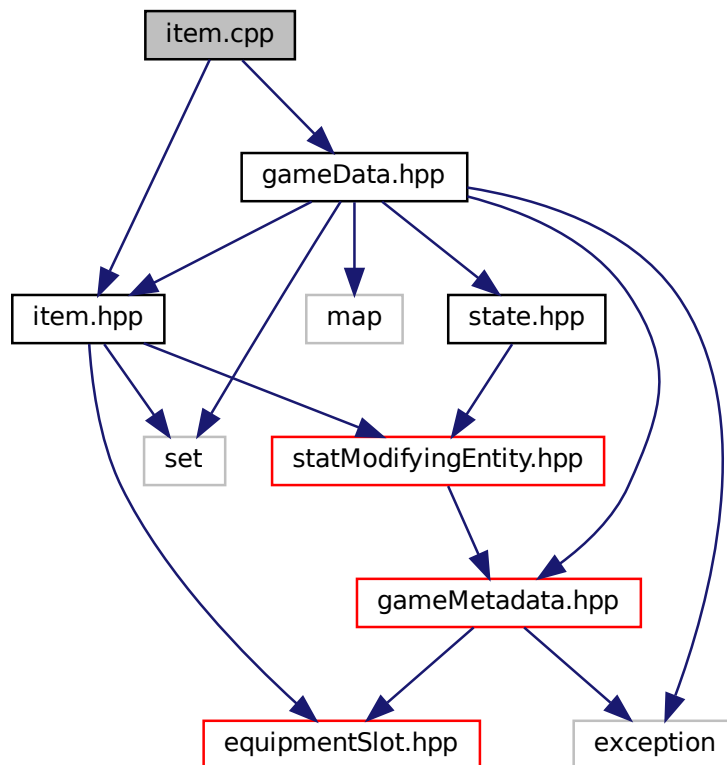 item.cpp
gameData.hpp
item.hpp
map
state.hpp
set
statModifyingEntity.hpp
gameMetadata.hpp
equipmentSlot.hpp
exception